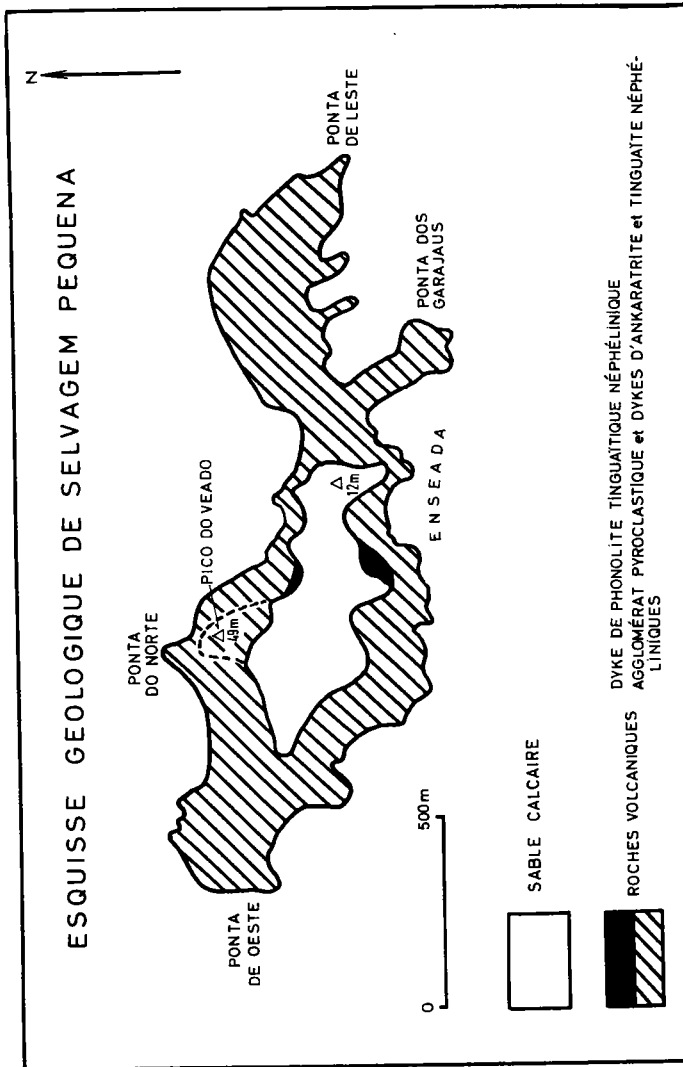 ESQUISSE GEOLOGIQUE DE SELVAGEM PEQUENA
N
PONTA
DO NORTE
PICO DO VEADO
49m
PONTA
DE LESTE
PONTA
DE OESTE
12m
PONTA DOS
GARAJAUS
ENSEADA
0
500m
SABLE CALCAIRE
ROCHES VOLCANIQUES
DYKE DE PHONOLITE TINGUAÏTIQUE NÉPHÉLINIQUE
AGGLOMÉRAT PYROCLASTIQUE et DYKES D'ANKARATRITE et TINGUAÏTE NÉPHÉ-
LINIQUES